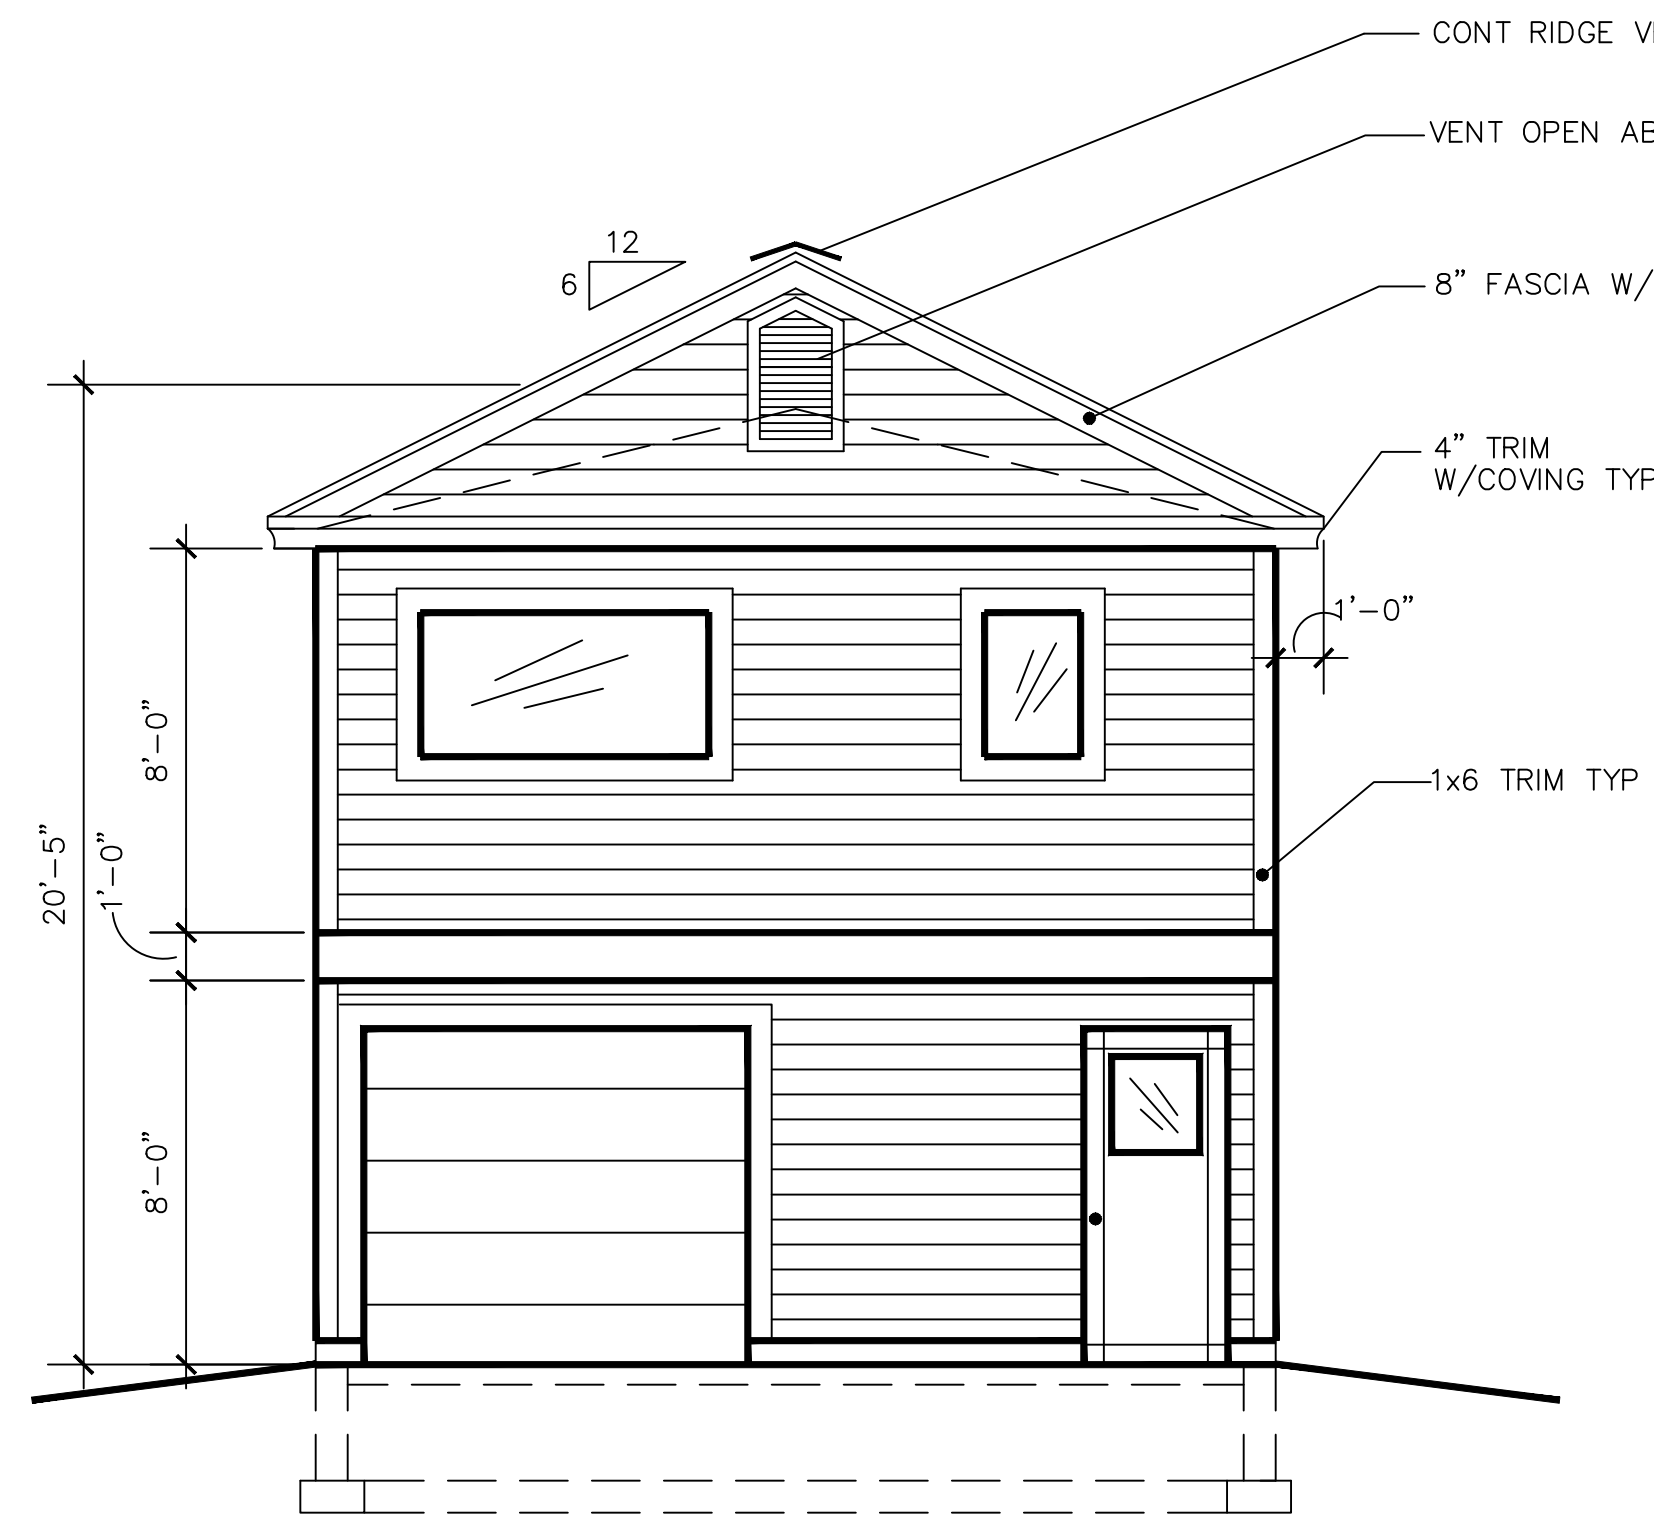 CONT RIDGE
VENT OPEN
12
6
8" FASCIA W/
4" TRIM
W/COVING TYP
1'-0"
8'-0"
1x6 TRIM TYP
20'-5"
1'-0"
8'-0"